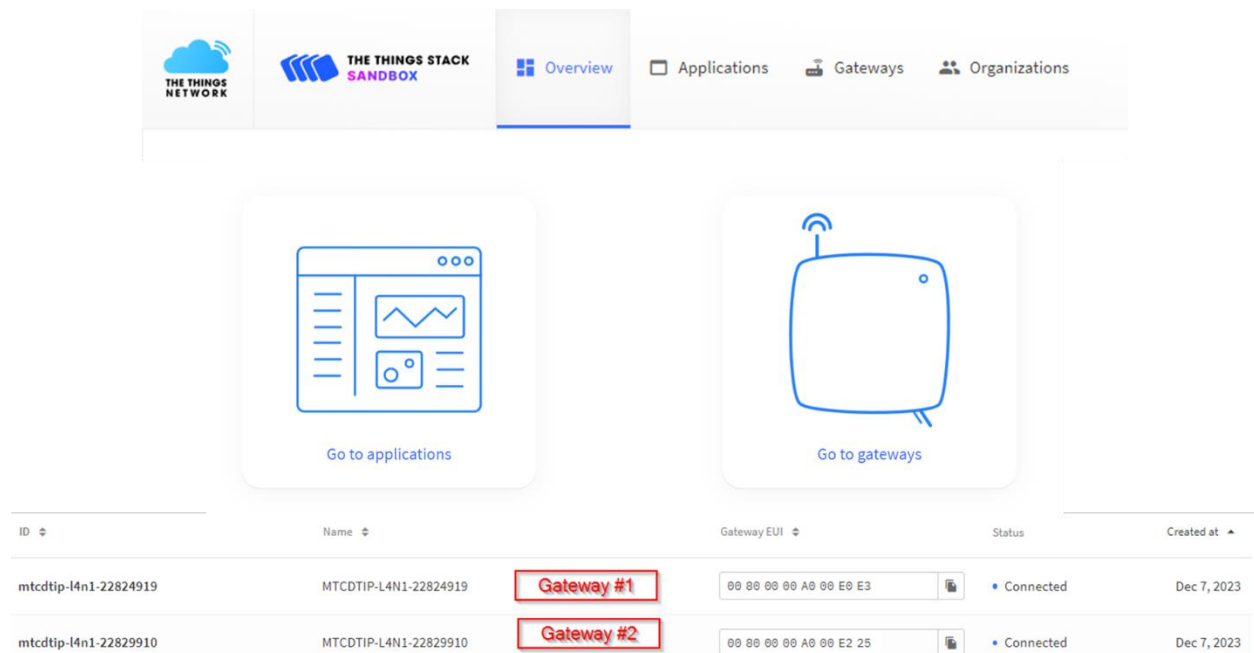 THE THINGS NETWORK
THE THINGS STACK
SANDBOX
Overview Applications Gateways Organizations
Go to applications Go to gateways
ID Name Gateway EUI Status Created at
mtcdtip-l4n1-22824919 MTCDTIP-L4N1-22824919 Gateway #1 00 80 00 00 A0 00 E0 E3 Connected Dec 7, 2023
mtcdtip-l4n1-22829910 MTCDTIP-L4N1-22829910 Gateway #2 00 80 00 00 A0 00 E2 25 Connected Dec 7, 2023